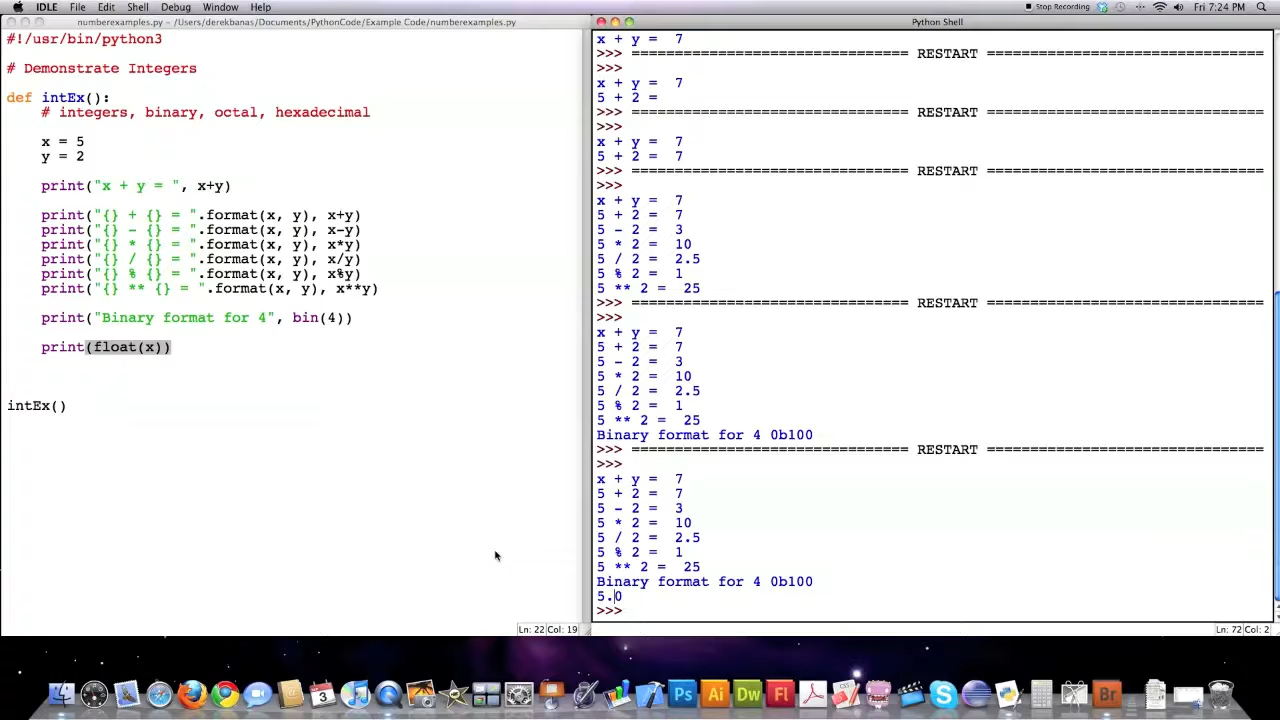 IDLE File Edit Shell Debug Window Help
Stop Recording Fri 7:24 PM
numberexamples.py - /Users/derekbanas/Documents/PythonCode/Example Code/numberexamples.py
#!/usr/bin/python3
# Demonstrate Integers
def intEx():
# integers, binary, octal, hexadecimal
x = 5
y = 2
print("x + y = ", x+y)
print("{} + {} = ".format(x, y), x+y)
print("{} - {} = ".format(x, y), x-y)
print("{} * {} = ".format(x, y), x*y)
print("{} / {} = ".format(x, y), x/y)
print("{} % {} = ".format(x, y), x%y)
print("{} ** {} = ".format(x, y), x**y)
print("Binary format for 4", bin(4))
print(float(x))
intEx()
Ln: 22 Col: 19
Python Shell
x + y =  7
>>> ================================ RESTART ================================
>>>
x + y =  7
5 + 2 =
>>> ================================ RESTART ================================
>>>
x + y =  7
5 + 2 =  7
>>> ================================ RESTART ================================
>>>
x + y =  7
5 + 2 =  7
5 - 2 =  3
5 * 2 =  10
5 / 2 =  2.5
5 % 2 =  1
5 ** 2 =  25
>>> ================================ RESTART ================================
>>>
x + y =  7
5 + 2 =  7
5 - 2 =  3
5 * 2 =  10
5 / 2 =  2.5
5 % 2 =  1
5 ** 2 =  25
Binary format for 4 0b100
>>> ================================ RESTART ================================
>>>
x + y =  7
5 + 2 =  7
5 - 2 =  3
5 * 2 =  10
5 / 2 =  2.5
5 % 2 =  1
5 ** 2 =  25
Binary format for 4 0b100
5.0
>>>
Ln: 72 Col: 2
3
Ps
Ai
Dw
Fl
Br